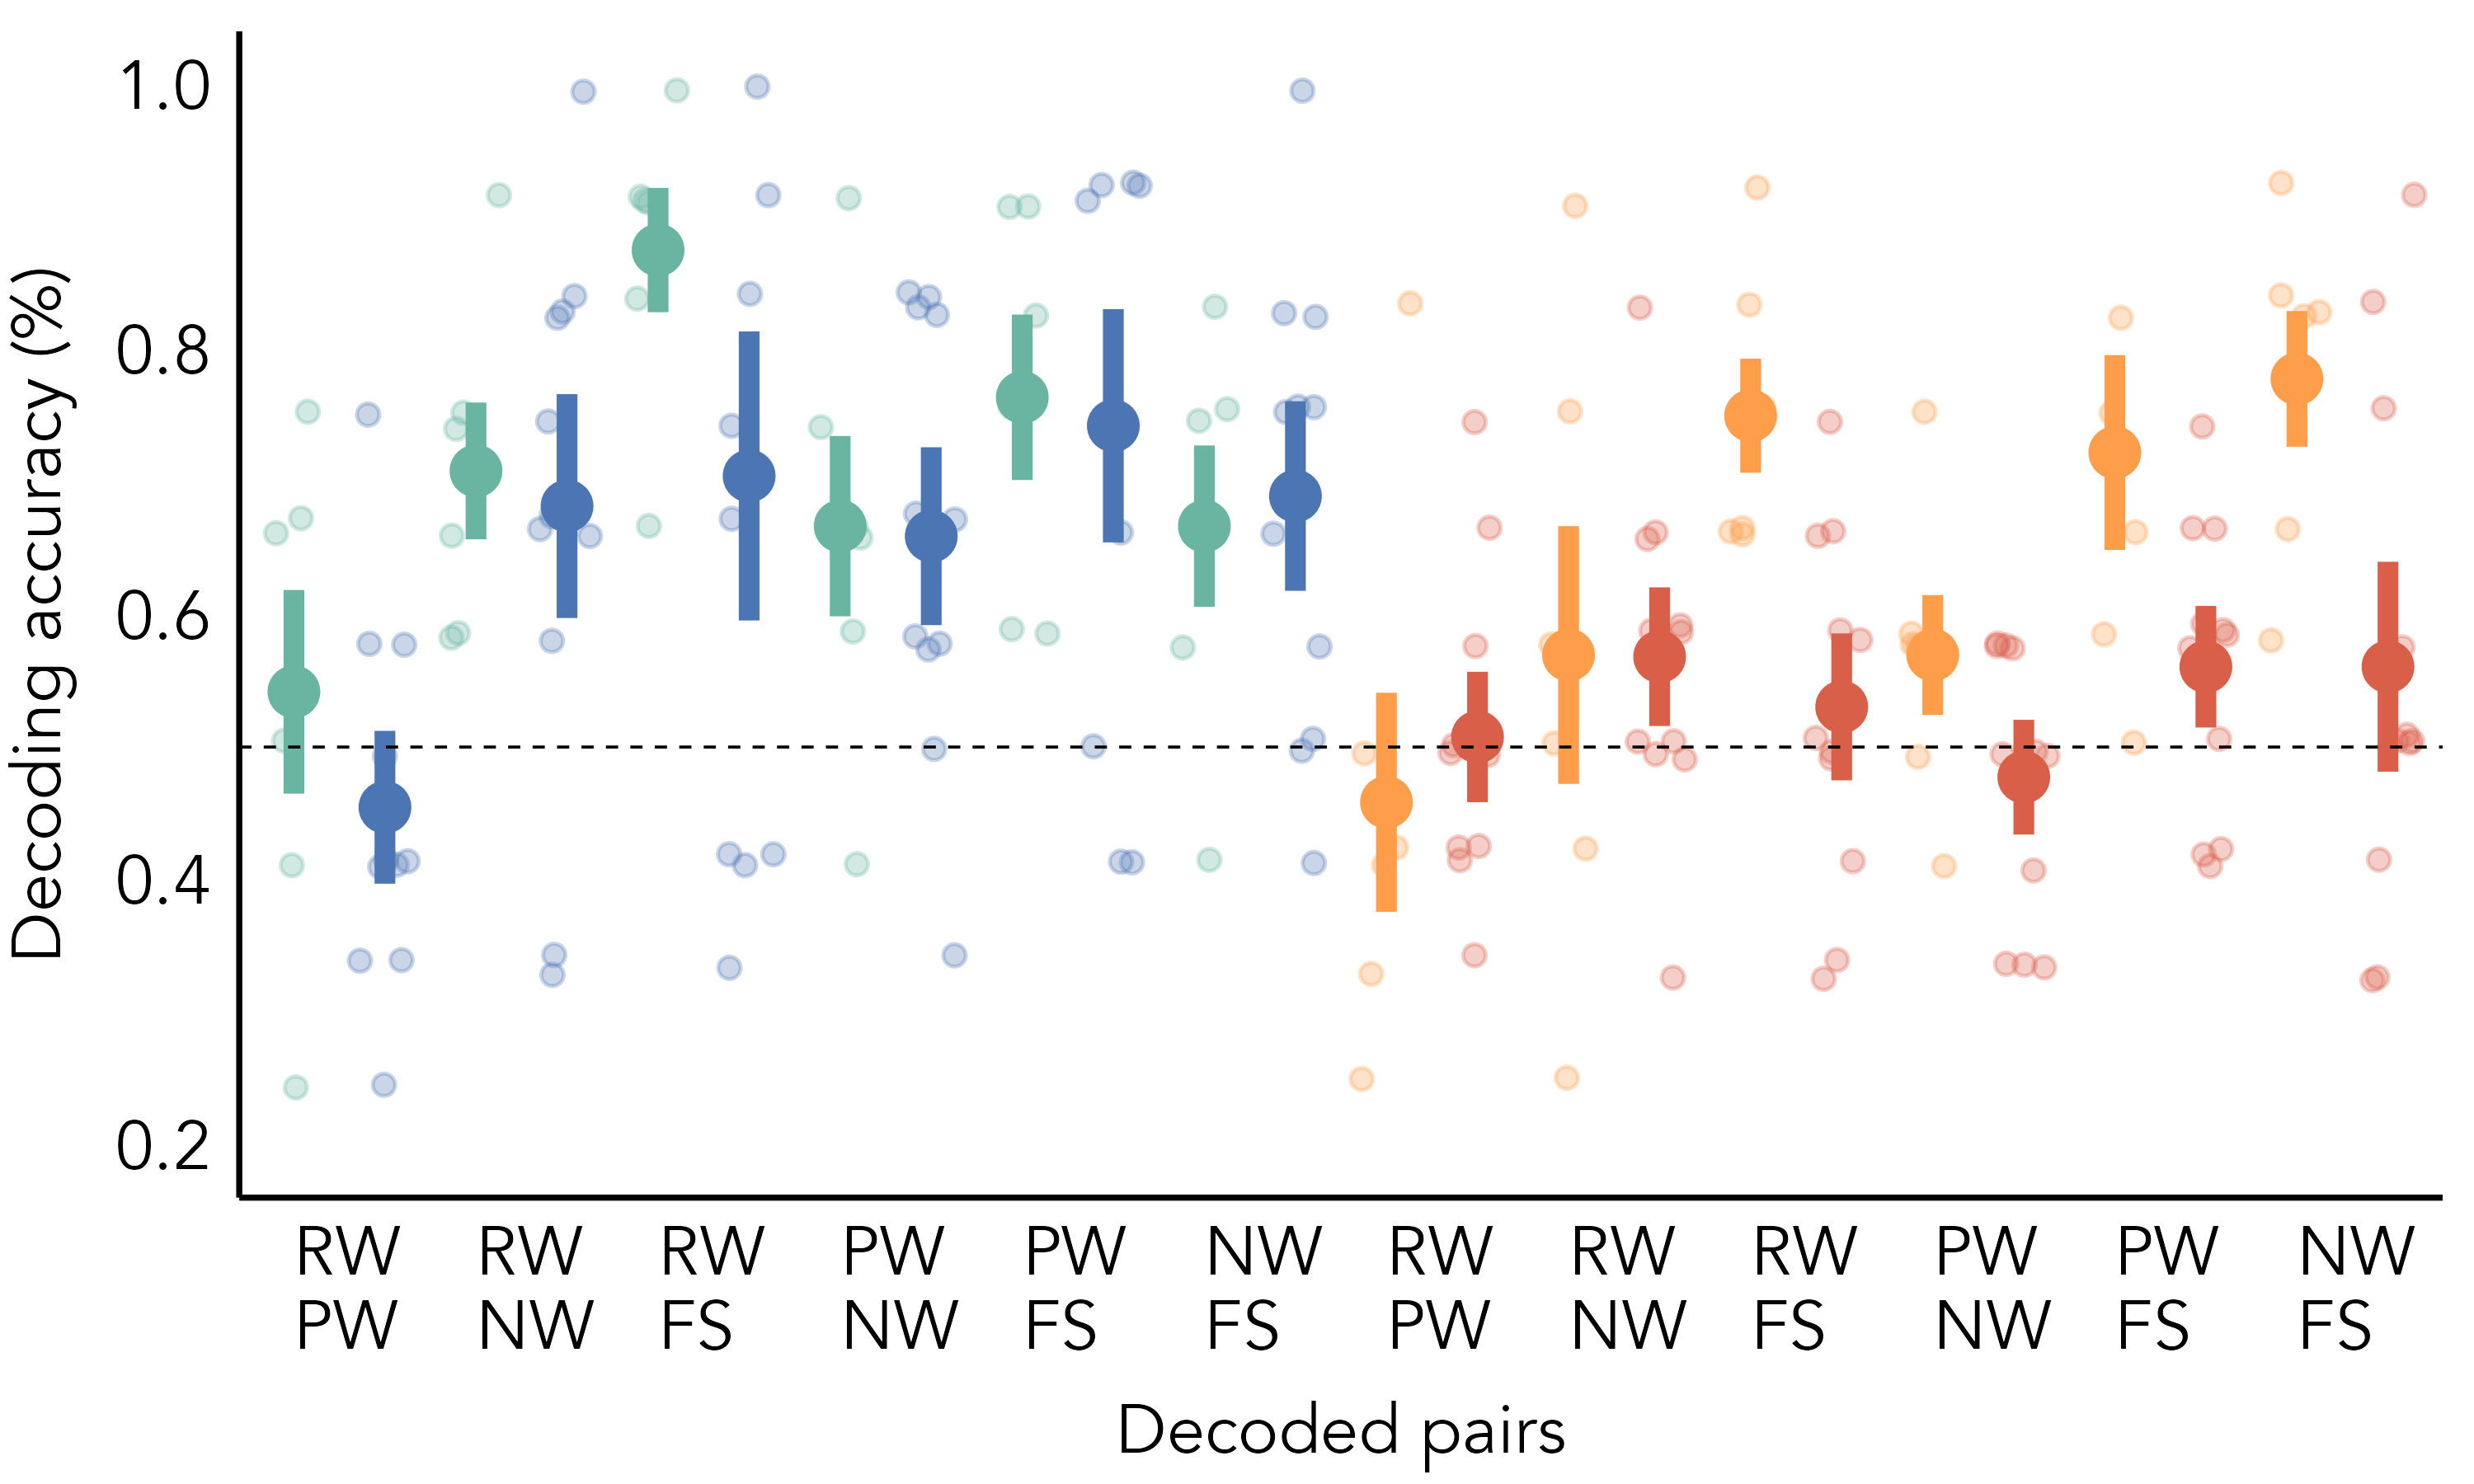 Decoding accuracy (%)
1.0
0.8
0.6
0.4
0.2
RW RW RW PW PW NW RW RW RW PW PW NW
PW NW FS NW FS FS PW NW FS NW FS FS
Decoded pairs